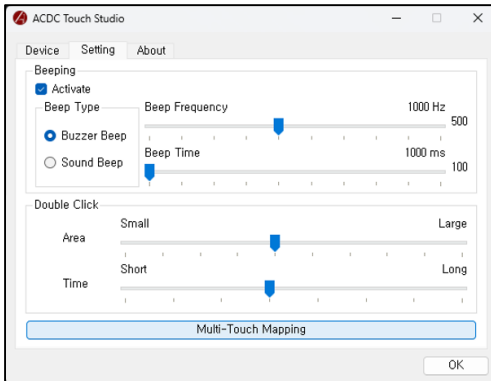 ACDC Touch Studio
Device Setting About
Beeping
Activate
Beep Type
Buzzer Beep
Sound Beep
Beep Frequency 1000 Hz
500
Beep Time 1000 ms
100
Double Click
Small Large
Area
Short Long
Time
Multi-Touch Mapping
OK